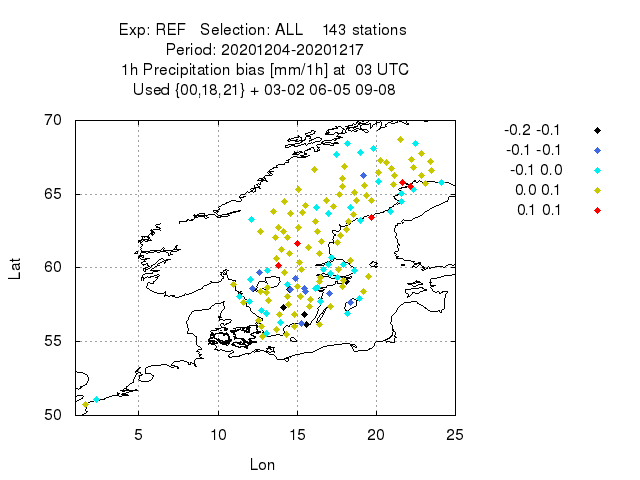 Exp: REF Selection: ALL 143 stations
Period: 20201204-20201217
1h Precipitation bias [mm/1h] at 03 UTC
Used {00,18,21} + 03-02 06-05 09-08
-0.2 -0.1
-0.1 -0.1
-0.1 0.0
0.0 0.1
0.1 0.1
70
65
60
55
50
Lat
5 10 15 20 25
Lon